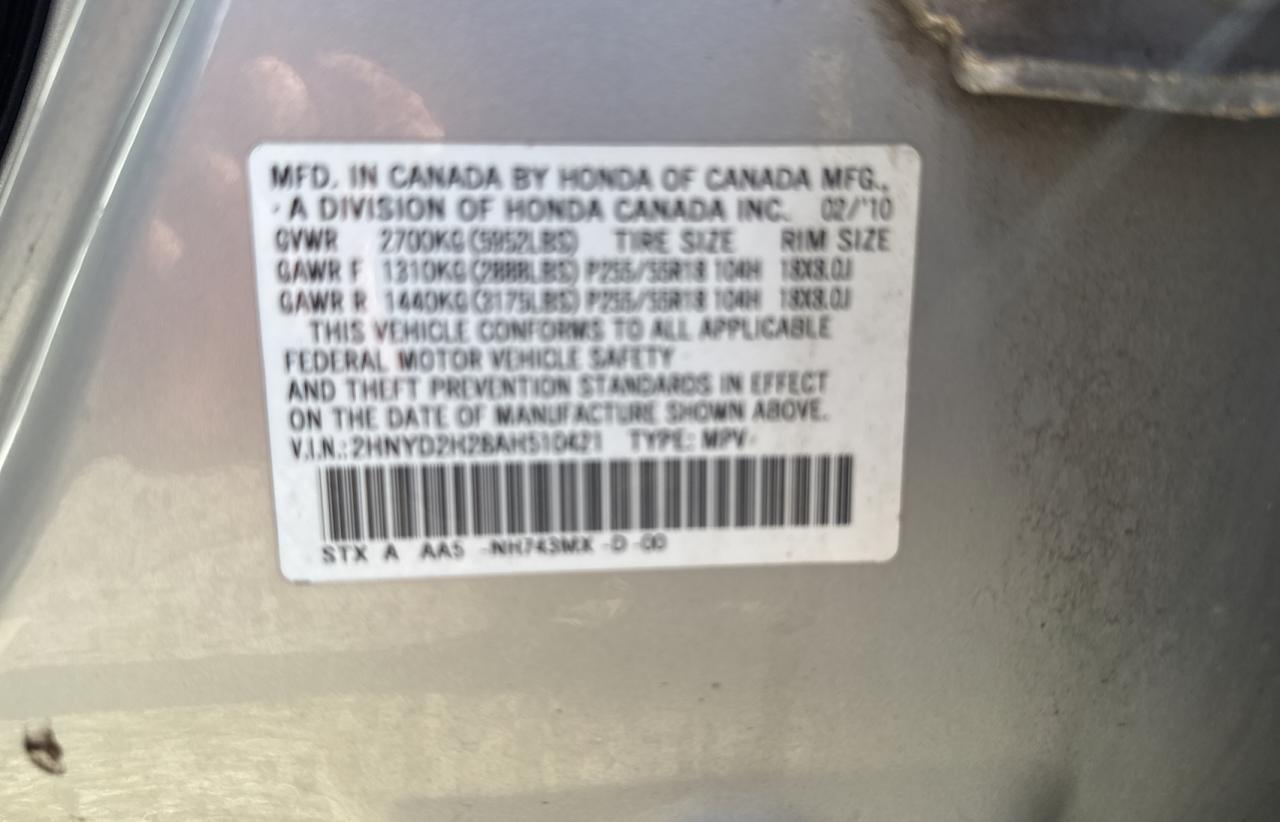 MFD. IN CANADA BY HONDA OF CANADA MFG.,
A DIVISION OF HONDA CANADA INC. 02/'10
GVWR 2700KG(5952LBS) TIRE SIZE RIM SIZE
GAWR F 1310KG(2888LBS) P255/55R18 104H 18X8.0J
GAWR R 1440KG(3175LBS) P255/55R18 104H 18X8.0J
THIS VEHICLE CONFORMS TO ALL APPLICABLE
FEDERAL MOTOR VEHICLE SAFETY
AND THEFT PREVENTION STANDARDS IN EFFECT
ON THE DATE OF MANUFACTURE SHOWN ABOVE.
V.I.N.: 2HNYD2H28AH510421 TYPE: MPV
STX A AA5 -NH743MX -D -00